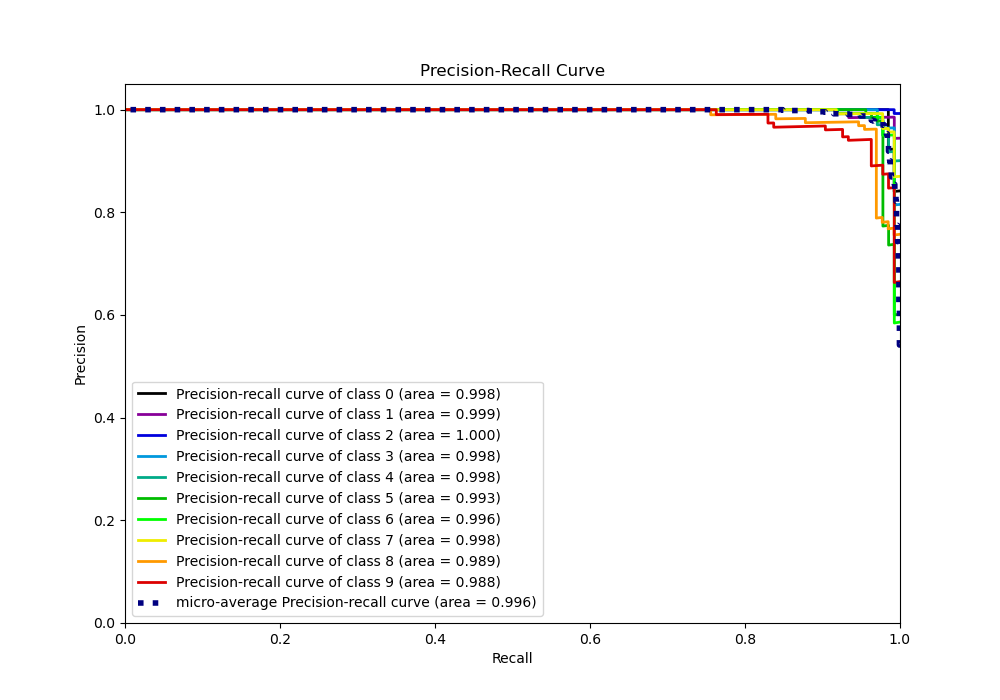 Precision-Recall Curve
1.0
0.8
0.6
0.4
0.2
0.0
Precision
Precision-recall curve of class 0 (area = 0.998)
Precision-recall curve of class 1 (area = 0.999)
Precision-recall curve of class 2 (area = 1.000)
Precision-recall curve of class 3 (area = 0.998)
Precision-recall curve of class 4 (area = 0.998)
Precision-recall curve of class 5 (area = 0.993)
Precision-recall curve of class 6 (area = 0.996)
Precision-recall curve of class 7 (area = 0.998)
Precision-recall curve of class 8 (area = 0.989)
Precision-recall curve of class 9 (area = 0.988)
micro-average Precision-recall curve (area = 0.996)
0.0 0.2 0.4 0.6 0.8 1.0
Recall